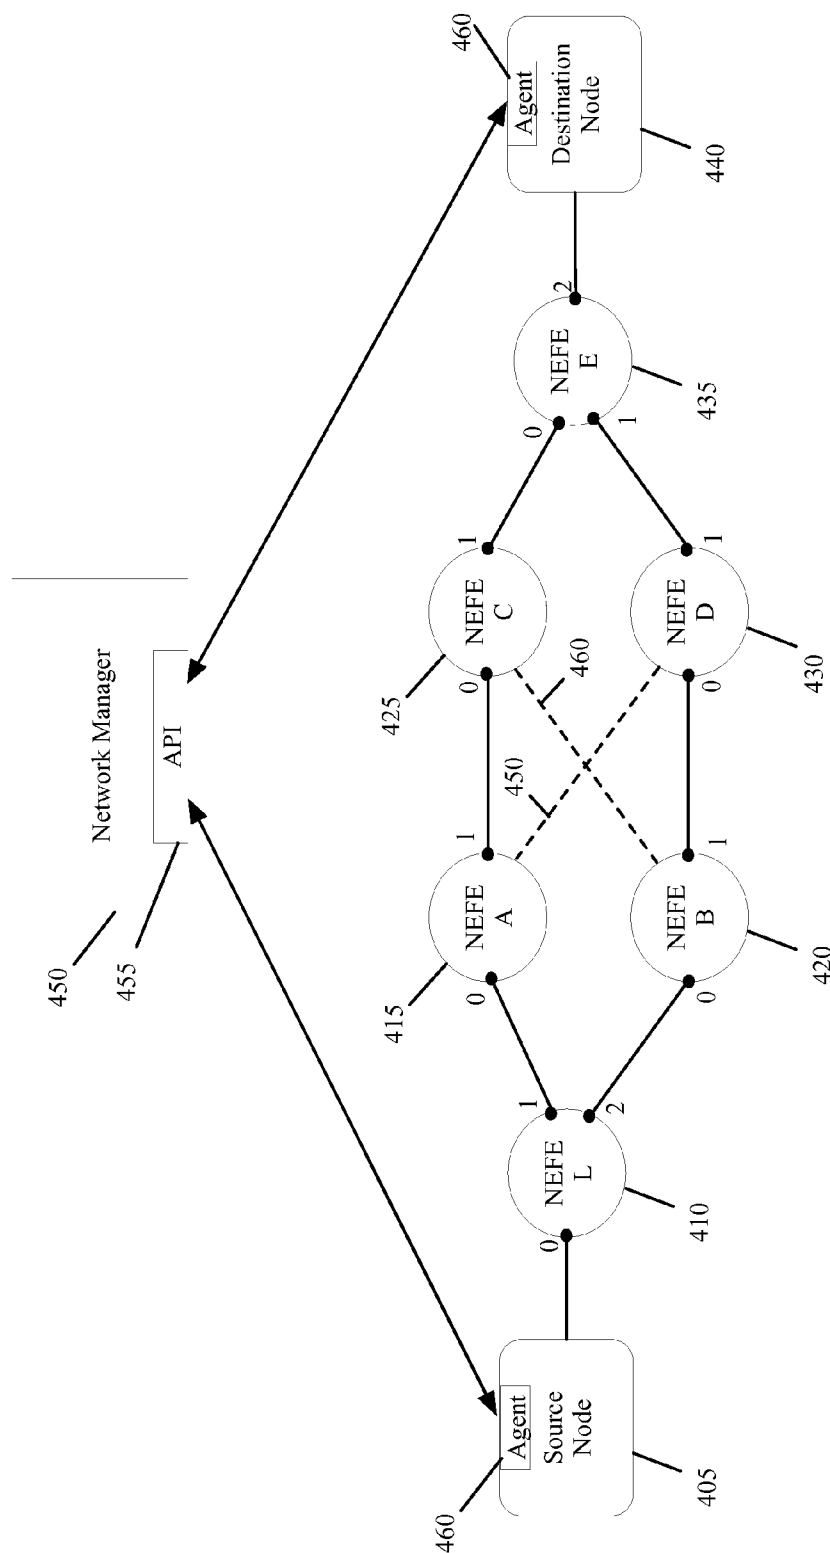 450
Network Manager
455
API
460
Agent
Source
Node
405
0
NEFE
L
1
2
410
415
0
NEFE
A
1
0
NEFE
B
1
420
450
460
425
0
NEFE
C
1
0
NEFE
D
1
430
0
1
NEFE
E
2
435
460
Agent
Destination
Node
440